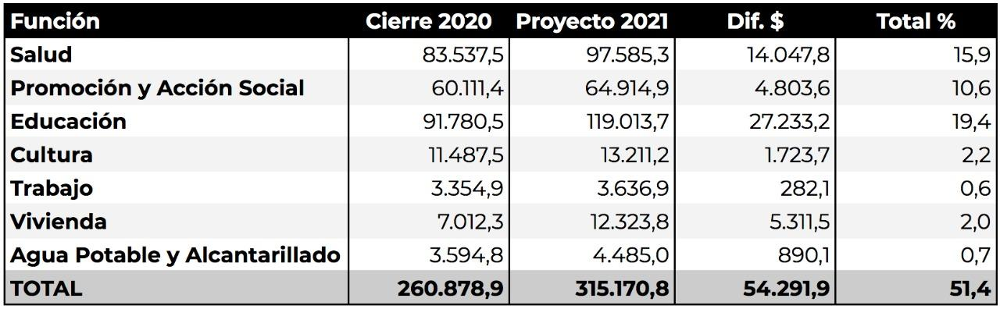 Función Cierre 2020 Proyecto 2021 Dif. $ Total %
Salud 83.537,5 97.585,3 14.047,8 15,9
Promoción y Acción Social 60.111,4 64.914,9 4.803,6 10,6
Educación 91.780,5 119.013,7 27.233,2 19,4
Cultura 11.487,5 13.211,2 1.723,7 2,2
Trabajo 3.354,9 3.636,9 282,1 0,6
Vivienda 7.012,3 12.323,8 5.311,5 2,0
Agua Potable y Alcantarillado 3.594,8 4.485,0 890,1 0,7
TOTAL 260.878,9 315.170,8 54.291,9 51,4